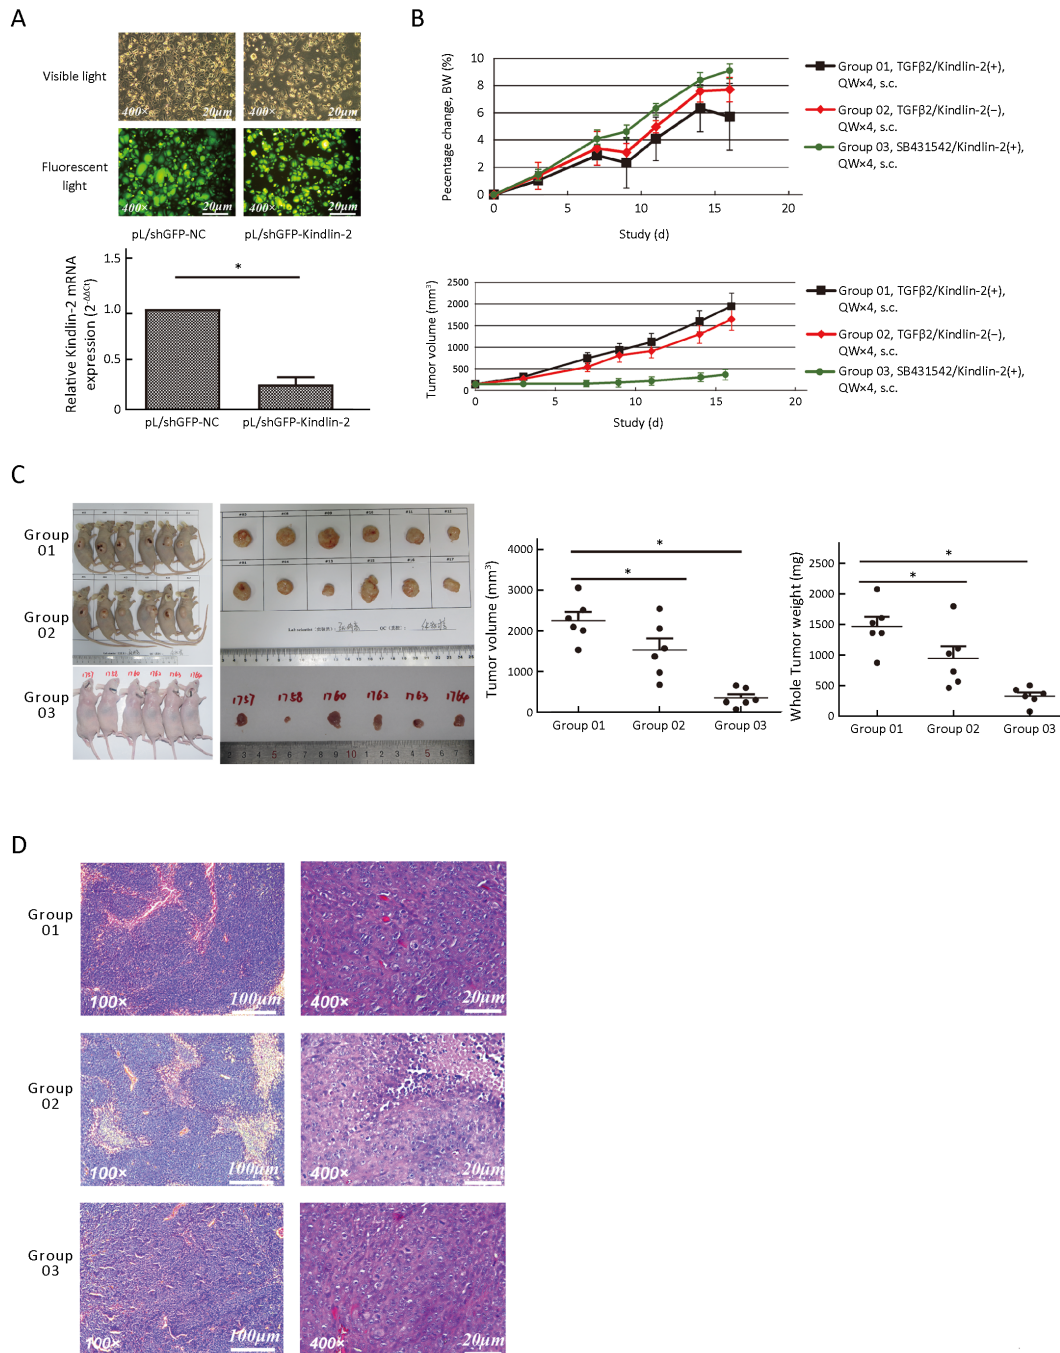 A
Visible light
400×
20μm
400×
20μm
Fluorescent
light
400×
20μm
400×
20μm
pL/shGFP-NC
pL/shGFP-Kindlin-2
Relative Kindlin-2 mRNA
expression (2-ΔΔCt)
1.5
1.0
0.5
0
*
pL/shGFP-NC
pL/shGFP-Kindlin-2
B
Pecentage change, BW (%)
10
8
6
4
2
0
0
5
10
15
20
Study (d)
Group 01, TGFβ2/Kindlin-2(+),
QW×4, s.c.
Group 02, TGFβ2/Kindlin-2(−),
QW×4, s.c.
Group 03, SB431542/Kindlin-2(+),
QW×4, s.c.
Tumor volume (mm3)
2500
2000
1500
1000
500
0
0
5
10
15
20
Study (d)
Group 01, TGFβ2/Kindlin-2(+),
QW×4, s.c.
Group 02, TGFβ2/Kindlin-2(−),
QW×4, s.c.
Group 03, SB431542/Kindlin-2(+),
QW×4, s.c.
C
Group
01
Group
02
Group
03
1757 1758 1760 1762 1763 1764
1757 1758 1760 1762 1763 1764
Tumor volume (mm3)
4000
3000
2000
1000
0
*
*
Group 01
Group 02
Group 03
Whole Tumor weight (mg)
2500
2000
1500
1000
500
0
*
*
Group 01
Group 02
Group 03
D
Group
01
100×
100μm
400×
20μm
Group
02
100×
100μm
400×
20μm
Group
03
100×
100μm
400×
20μm